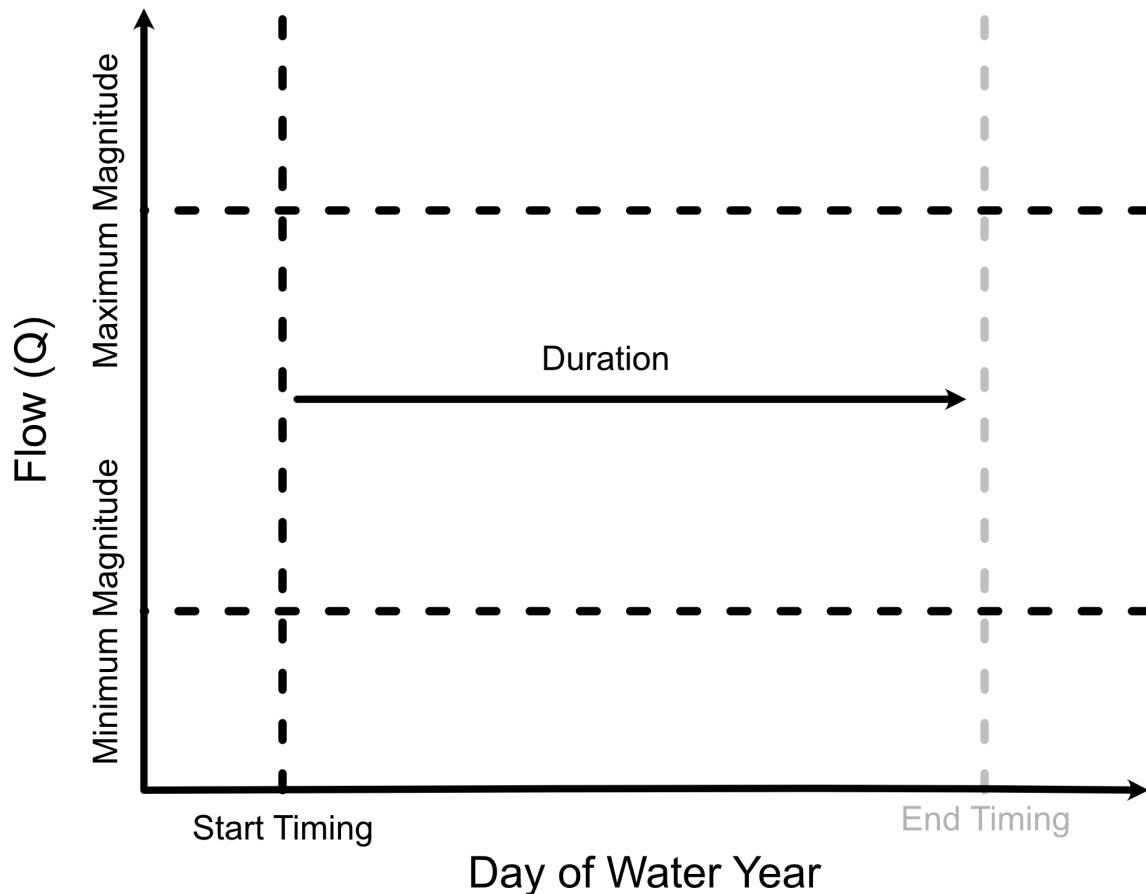 Maximum Magnitude
Flow (Q)
Duration
Minimum Magnitude
Start Timing
End Timing
Day of Water Year